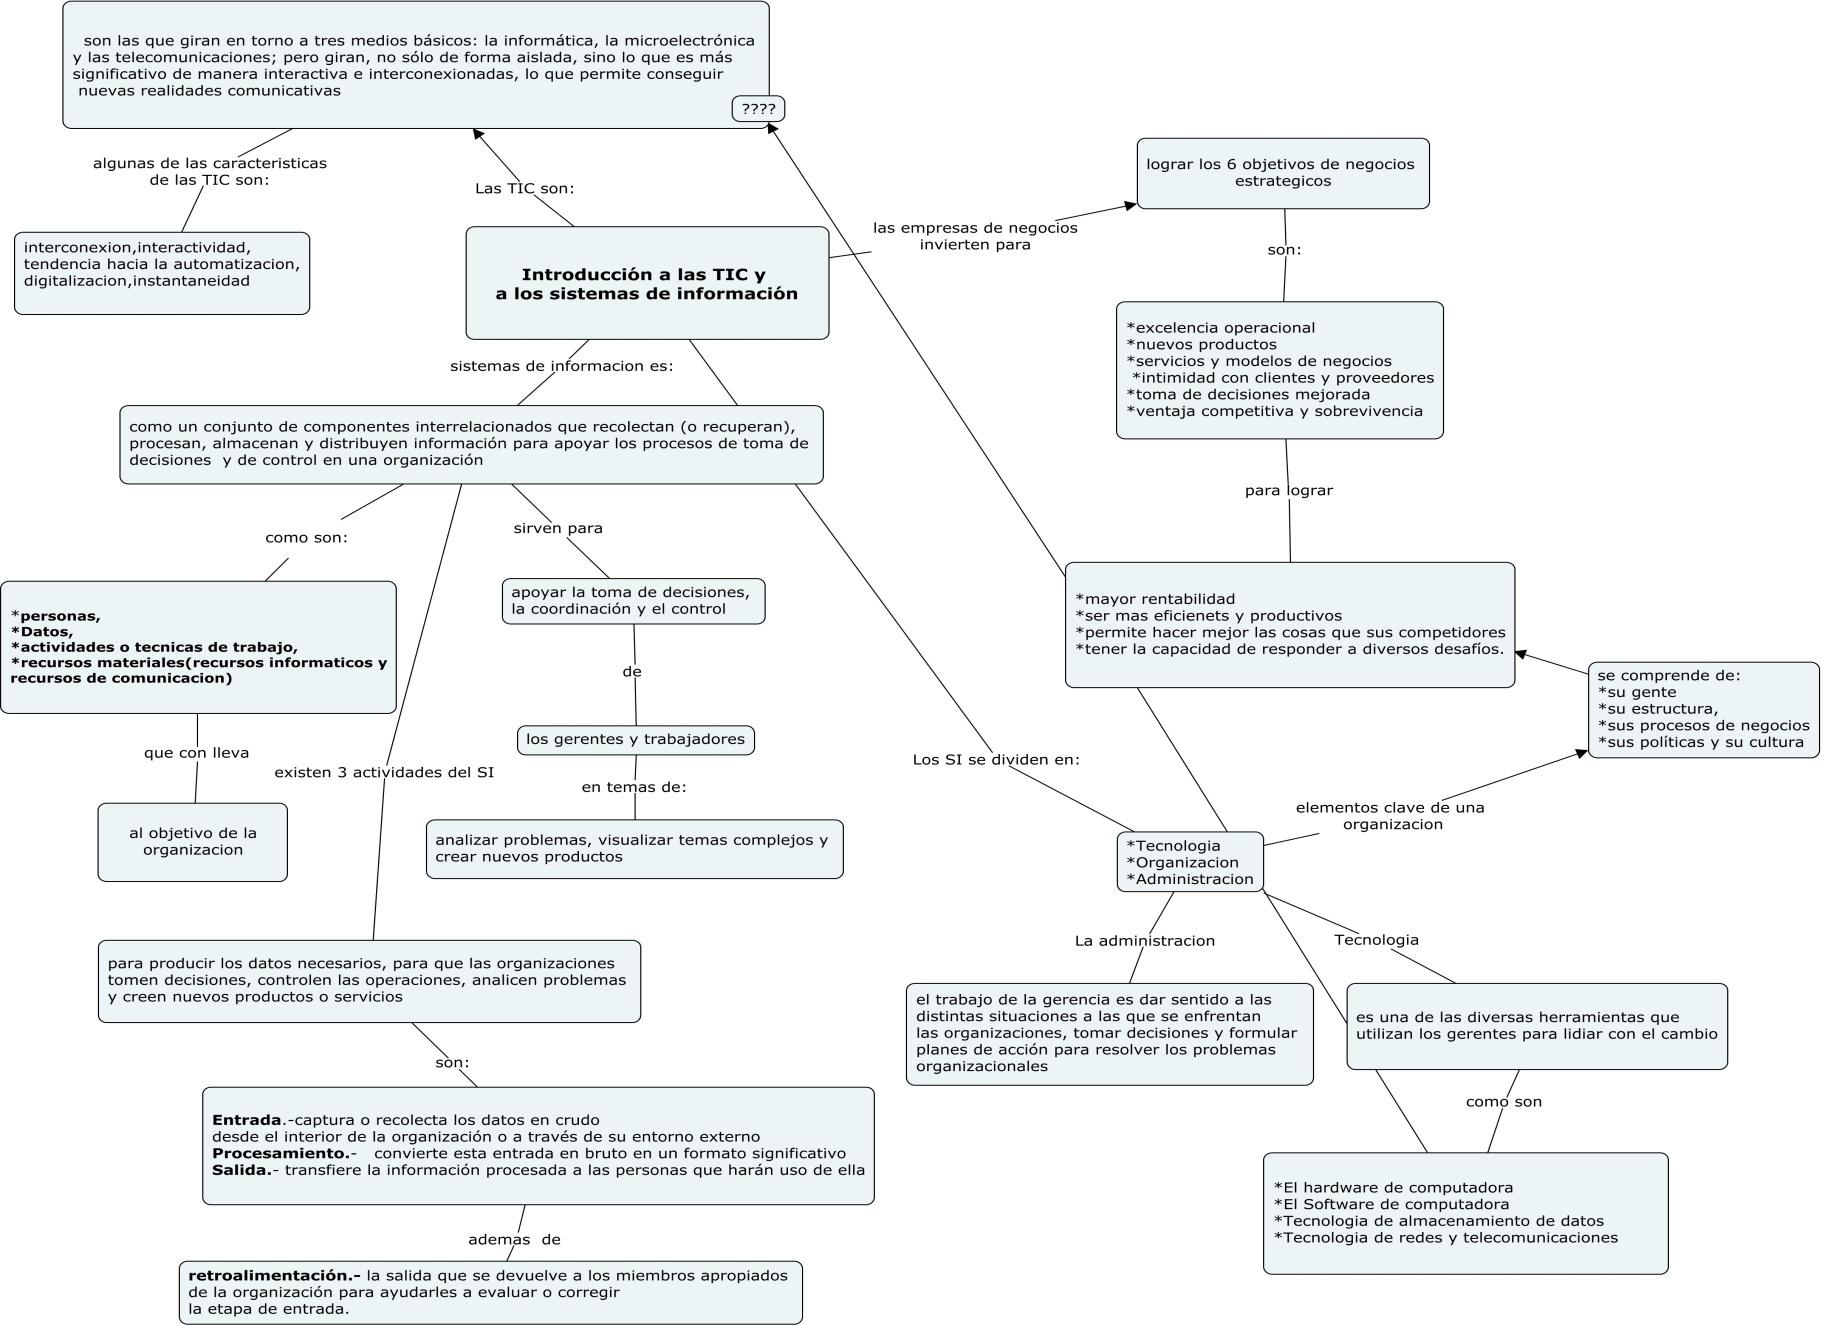 son las que giran en torno a tres medios básicos: la informática, la microelectrónica
y las telecomunicaciones; pero giran, no sólo de forma aislada, sino lo que es más
significativo de manera interactiva e interconexionadas, lo que permite conseguir
nuevas realidades comunicativas
????
algunas de las caracteristicas
de las TIC son:
Las TIC son:
interconexion,interactividad,
tendencia hacia la automatizacion,
digitalizacion,instantaneidad
Introducción a las TIC y
a los sistemas de información
las empresas de negocios
invierten para
lograr los 6 objetivos de negocios
estrategicos
son:
*excelencia operacional
*nuevos productos
*servicios y modelos de negocios
*intimidad con clientes y proveedores
*toma de decisiones mejorada
*ventaja competitiva y sobrevivencia
para lograr
*mayor rentabilidad
*ser mas eficienets y productivos
*permite hacer mejor las cosas que sus competidores
*tener la capacidad de responder a diversos desafíos.
se comprende de:
*su gente
*su estructura,
*sus procesos de negocios
*sus políticas y su cultura
sistemas de informacion es:
como un conjunto de componentes interrelacionados que recolectan (o recuperan),
procesan, almacenan y distribuyen información para apoyar los procesos de toma de
decisiones  y de control en una organización
como son:
sirven para
*personas,
*Datos,
*actividades o tecnicas de trabajo,
*recursos materiales(recursos informaticos y
recursos de comunicacion)
apoyar la toma de decisiones,
la coordinación y el control
de
los gerentes y trabajadores
que con lleva
existen 3 actividades del SI
en temas de:
al objetivo de la
organizacion
analizar problemas, visualizar temas complejos y
crear nuevos productos
Los SI se dividen en:
elementos clave de una
organizacion
*Tecnologia
*Organizacion
*Administracion
La administracion
Tecnologia
para producir los datos necesarios, para que las organizaciones
tomen decisiones, controlen las operaciones, analicen problemas
y creen nuevos productos o servicios
el trabajo de la gerencia es dar sentido a las
distintas situaciones a las que se enfrentan
las organizaciones, tomar decisiones y formular
planes de acción para resolver los problemas
organizacionales
es una de las diversas herramientas que
utilizan los gerentes para lidiar con el cambio
son:
como son
Entrada.-captura o recolecta los datos en crudo
desde el interior de la organización o a través de su entorno externo
Procesamiento.-   convierte esta entrada en bruto en un formato significativo
Salida.- transfiere la información procesada a las personas que harán uso de ella
*El hardware de computadora
*El Software de computadora
*Tecnologia de almacenamiento de datos
*Tecnologia de redes y telecomunicaciones
ademas  de
retroalimentación.- la salida que se devuelve a los miembros apropiados
de la organización para ayudarles a evaluar o corregir
la etapa de entrada.